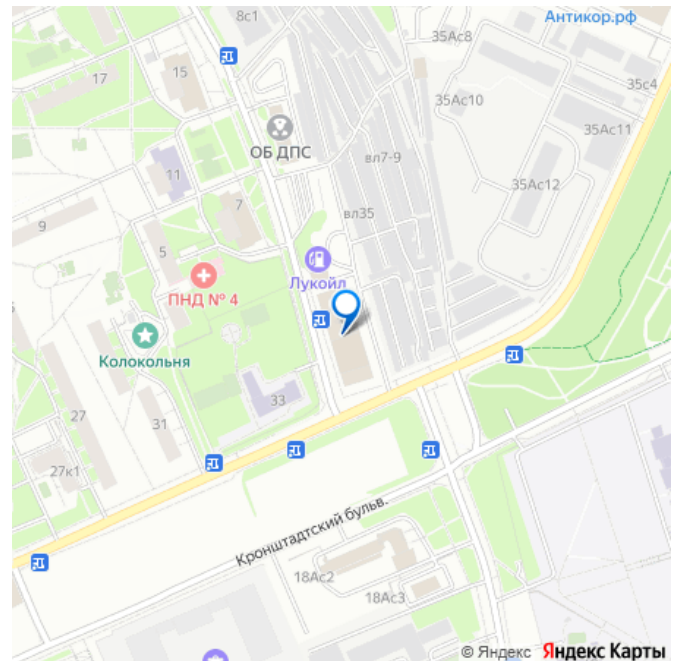 8с1
Антикор.рф
35Ас8
17
15
35с4
35Ас10
ОБ ДПС
35Ас11
вл7-9
11
35Ас12
7
вл35
9
5
Лукойл
ПНД № 4
Колокольня
33
27
31
27к1
Кронштадтский бульв.
18Ас2
18Ас3
© Яндекс Яндекс Карты